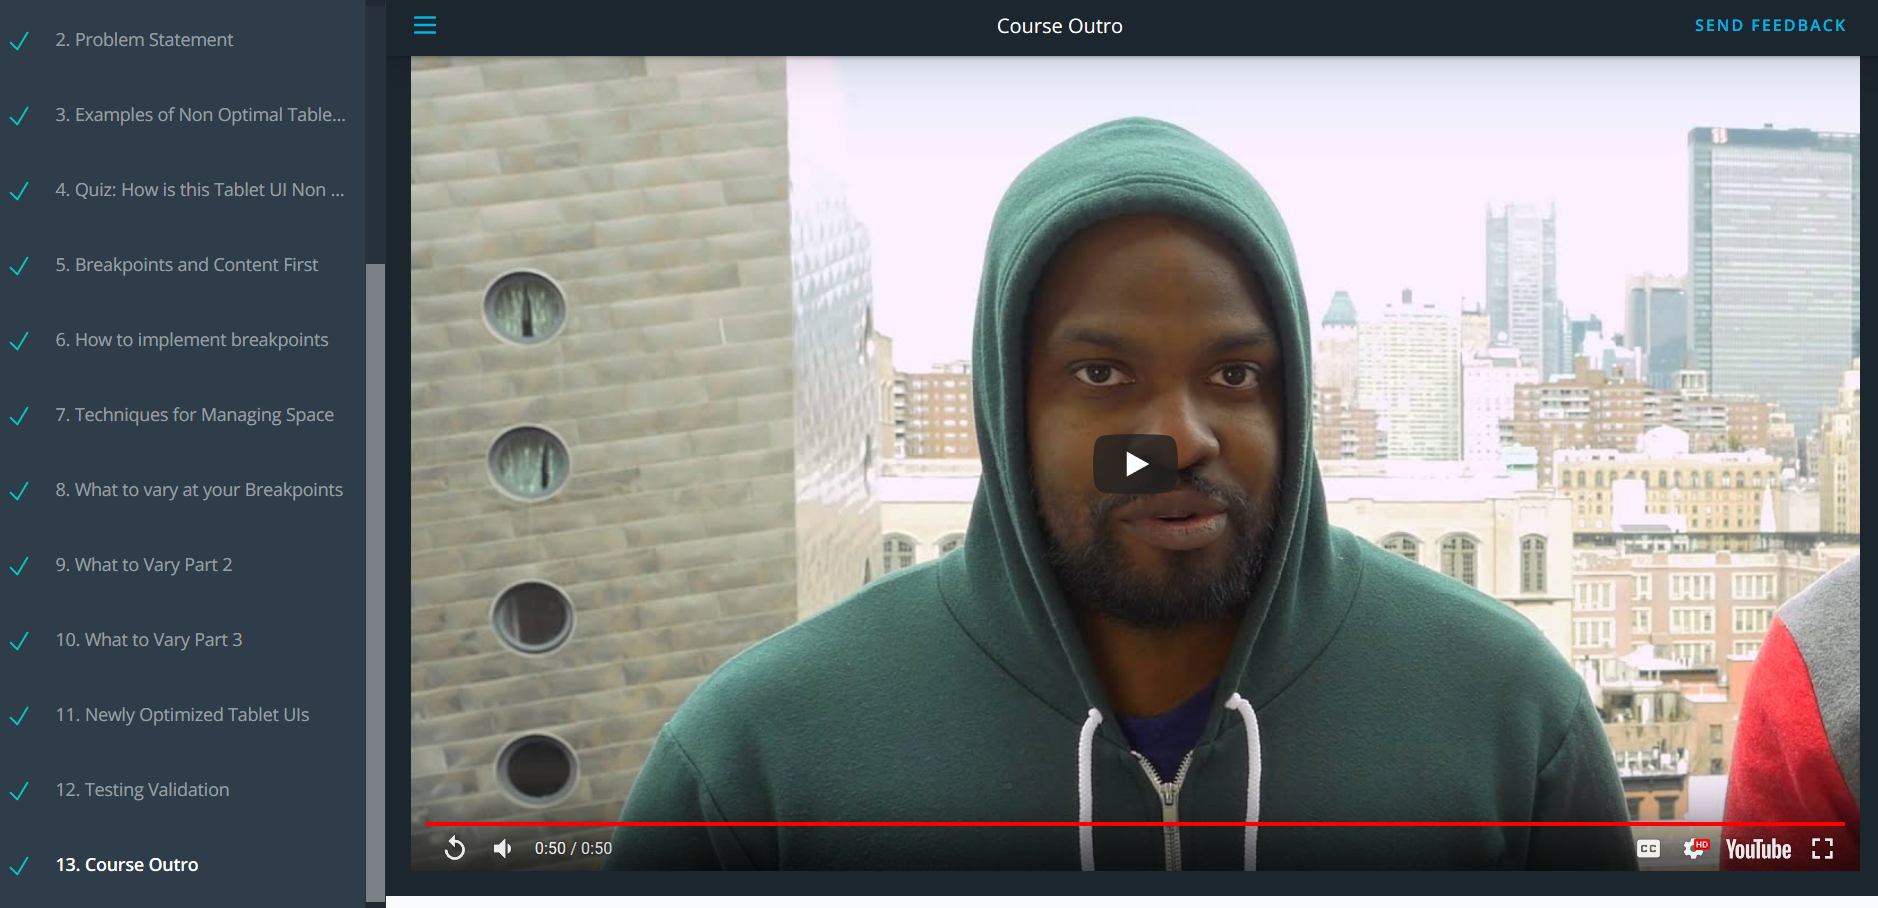 2. Problem Statement
3. Examples of Non Optimal Table...
4. Quiz: How is this Tablet UI Non ...
5. Breakpoints and Content First
6. How to implement breakpoints
7. Techniques for Managing Space
8. What to vary at your Breakpoints
9. What to Vary Part 2
10. What to Vary Part 3
11. Newly Optimized Tablet UIs
12. Testing Validation
13. Course Outro
Course Outro
SEND FEEDBACK
0:50 / 0:50
CC
HD
YouTube